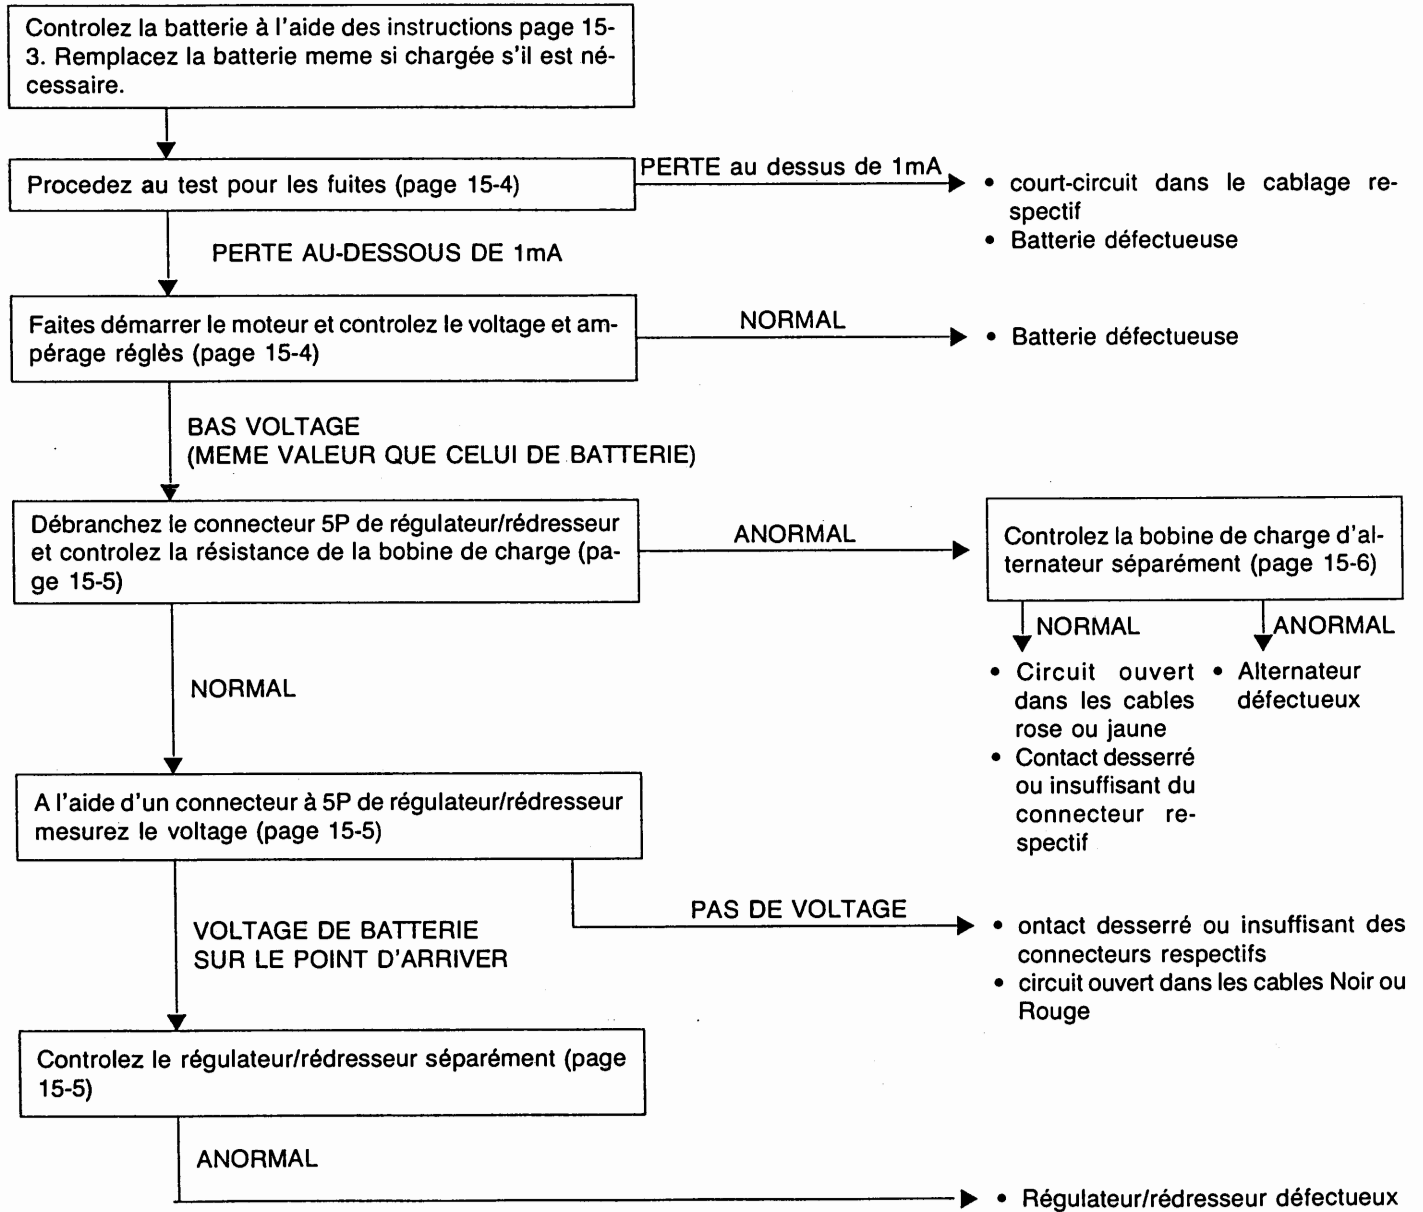 Controlez la batterie à l'aide des instructions page 15-
3. Remplacez la batterie meme si chargée s'il est né-
cessaire.
Procedez au test pour les fuites (page 15-4)
PERTE au dessus de 1mA
• court-circuit dans le cablage re-
spectif
• Batterie défectueuse
PERTE AU-DESSOUS DE 1mA
Faites démarrer le moteur et controlez le voltage et am-
pérage réglès (page 15-4)
NORMAL
• Batterie défectueuse
BAS VOLTAGE
(MEME VALEUR QUE CELUI DE BATTERIE)
Débranchez le connecteur 5P de régulateur/rédresseur
et controlez la résistance de la bobine de charge (pa-
ge 15-5)
ANORMAL
Controlez la bobine de charge d'al-
ternateur séparément (page 15-6)
NORMAL
• Circuit ouvert
dans les cables
rose ou jaune
• Contact desserré
ou insuffisant du
connecteur re-
spectif
ANORMAL
• Alternateur
défectueux
NORMAL
A l'aide d'un connecteur à 5P de régulateur/rédresseur
mesurez le voltage (page 15-5)
PAS DE VOLTAGE
• ontact desserré ou insuffisant des
connecteurs respectifs
• circuit ouvert dans les cables Noir ou
Rouge
VOLTAGE DE BATTERIE
SUR LE POINT D'ARRIVER
Controlez le régulateur/rédresseur séparément (page
15-5)
ANORMAL
• Régulateur/rédresseur défectueux